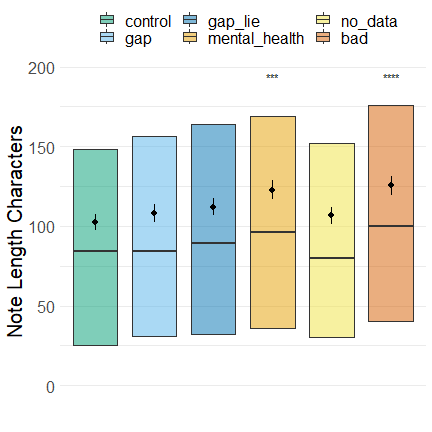 control gap_lie no_data
gap mental_health bad
200
*** ****
150
100
50
0
Note Length Characters